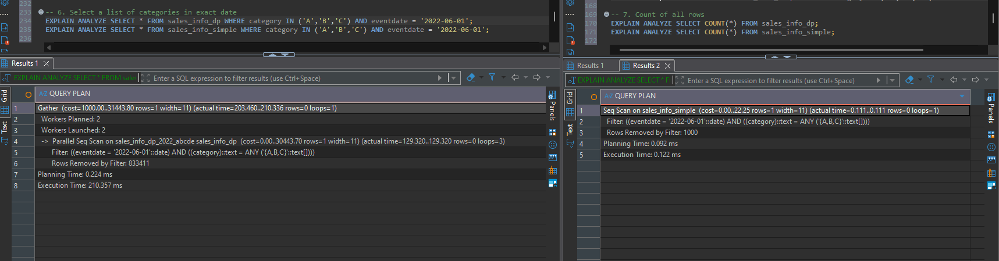 232
233 -- 6. Select a list of categories in exact date
234 EXPLAIN ANALYZE SELECT * FROM sales_info_dp WHERE category IN ('A','B','C') AND eventdate = '2022-06-01';
235 EXPLAIN ANALYZE SELECT * FROM sales_info_simple WHERE category IN ('A','B','C') AND eventdate = '2022-06-01';
236
Results 1
EXPLAIN ANALYZE SELECT * FROM sales
Enter a SQL expression to filter results (use Ctrl+Space)
Grid
Text
Panels
A-Z QUERY PLAN
1 Gather (cost=1000.00..31443.80 rows=1 width=11) (actual time=203.460..210.336 rows=0 loops=1)
2 Workers Planned: 2
3 Workers Launched: 2
4 -> Parallel Seq Scan on sales_info_dp_2022_abcde sales_info_dp (cost=0.00..30443.70 rows=1 width=11) (actual time=129.320..129.320 rows=0 loops=3)
5 Filter: ((eventdate = '2022-06-01'::date) AND ((category)::text = ANY ('{A,B,C}'::text[])))
6 Rows Removed by Filter: 833411
7 Planning Time: 0.224 ms
8 Execution Time: 210.357 ms
168
169 -- 7. Count of all rows
170 EXPLAIN ANALYZE SELECT COUNT(*) FROM sales_info_dp;
171 EXPLAIN ANALYZE SELECT COUNT(*) FROM sales_info_simple;
172
Results 1
Results 2
EXPLAIN ANALYZE SELECT * F
Enter a SQL expression to filter results (use Ctrl+Space)
Grid
Text
Panels
A-Z QUERY PLAN
1 Seq Scan on sales_info_simple (cost=0.00..22.25 rows=1 width=11) (actual time=0.111..0.111 rows=0 loops=1)
2 Filter: ((eventdate = '2022-06-01'::date) AND ((category)::text = ANY ('{A,B,C}'::text[])))
3 Rows Removed by Filter: 1000
4 Planning Time: 0.092 ms
5 Execution Time: 0.122 ms